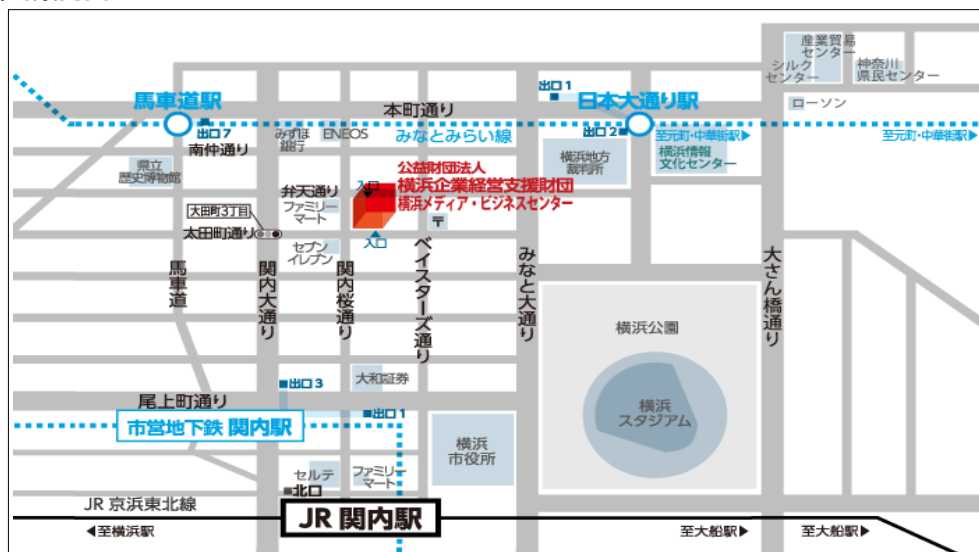 産業貿易
センター
シルク
センター
神奈川
県民センター
ローソン
馬車道駅
出口7
本町通り
出口1
日本大通り駅
出口2
みなとみらい線
至元町・中華街駅▶
至元町・中華街駅▶
南仲通り
みずほ
銀行
ENEOS
横浜地方
裁判所
横浜情報
文化センター
県立
歴史博物館
公益財団法人
横浜企業経営支援財団
横浜メディア・ビジネスセンター
入口
弁天通り
ファミリー
マート
大田町3丁目
太田町通り
〒
入口
セブン
イレブン
馬車道
関内大通り
関内桜通り
ベイスターズ通り
みなと大通り
大さん橋通り
横浜公園
横浜
スタジアム
出口3
大和証券
尾上町通り
出口1
市営地下鉄 関内駅
横浜
市役所
セルテ
ファミリー
マート
北口
JR 京浜東北線
JR 関内駅
◀至横浜駅
至大船駅▶
至大船駅▶